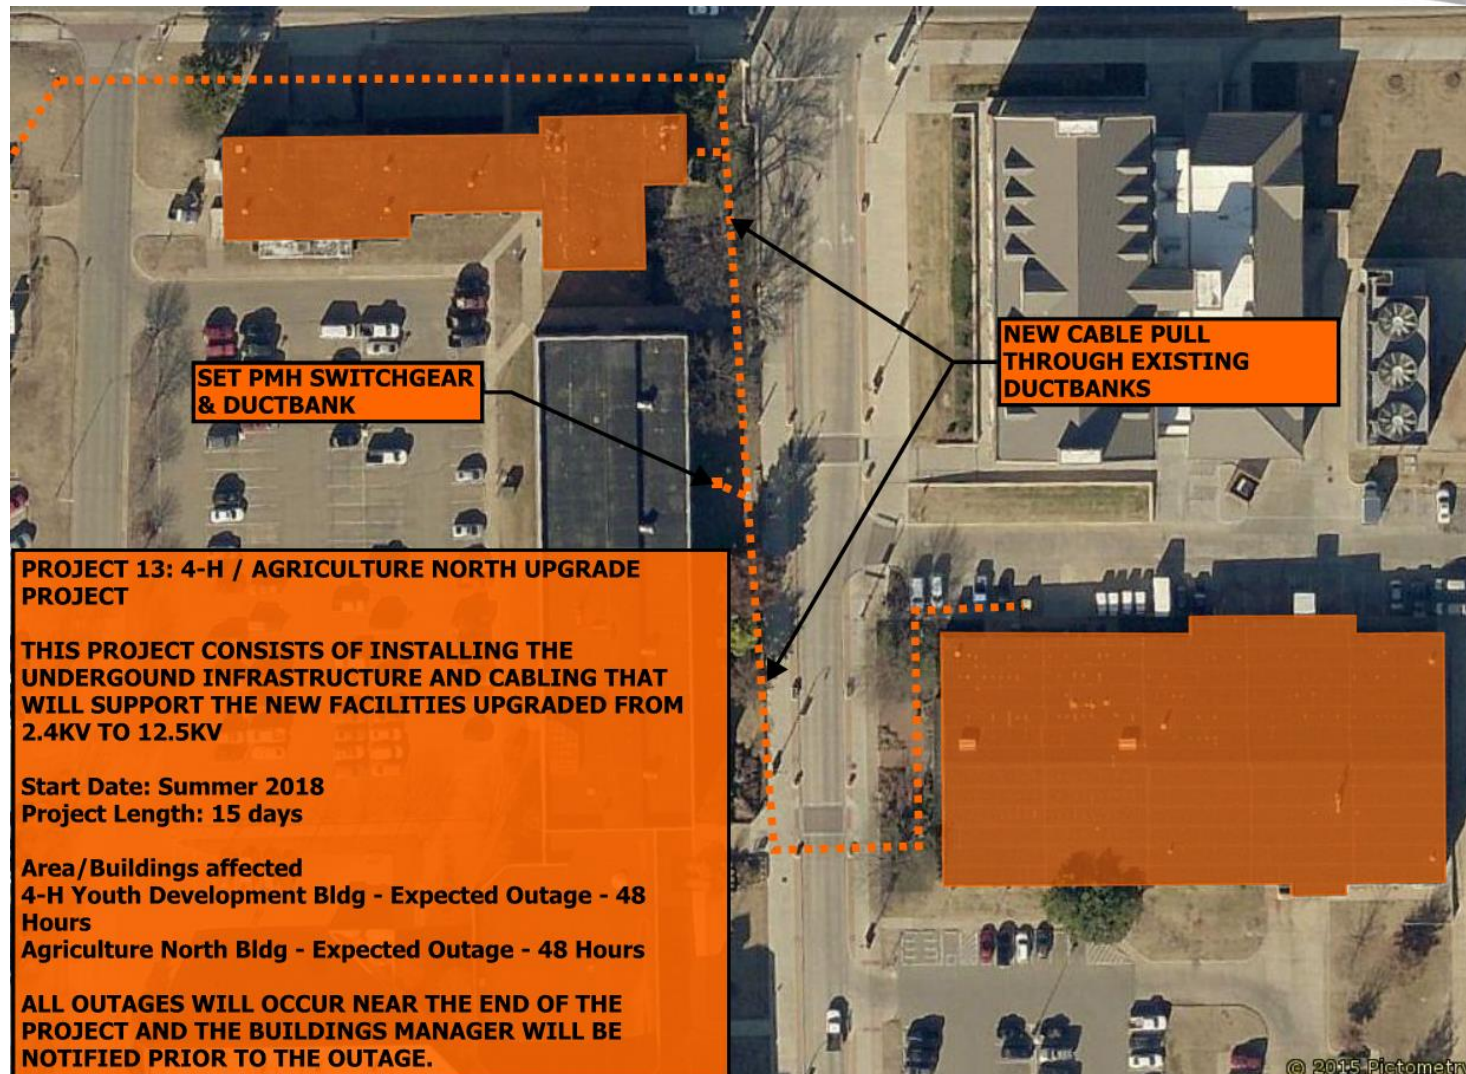 NEW CABLE PULL
THROUGH EXISTING
DUCTBANKS
SET PMH SWITCHGEAR
& DUCTBANK
PROJECT 13: 4-H / AGRICULTURE NORTH UPGRADE
PROJECT
THIS PROJECT CONSISTS OF INSTALLING THE
UNDERGOUND INFRASTRUCTURE AND CABLING THAT
WILL SUPPORT THE NEW FACILITIES UPGRADED FROM
2.4KV TO 12.5KV
Start Date: Summer 2018
Project Length: 15 days
Area/Buildings affected
4-H Youth Development Bldg - Expected Outage - 48
Hours
Agriculture North Bldg - Expected Outage - 48 Hours
ALL OUTAGES WILL OCCUR NEAR THE END OF THE
PROJECT AND THE BUILDINGS MANAGER WILL BE
NOTIFIED PRIOR TO THE OUTAGE.
© 2015 Pictometry